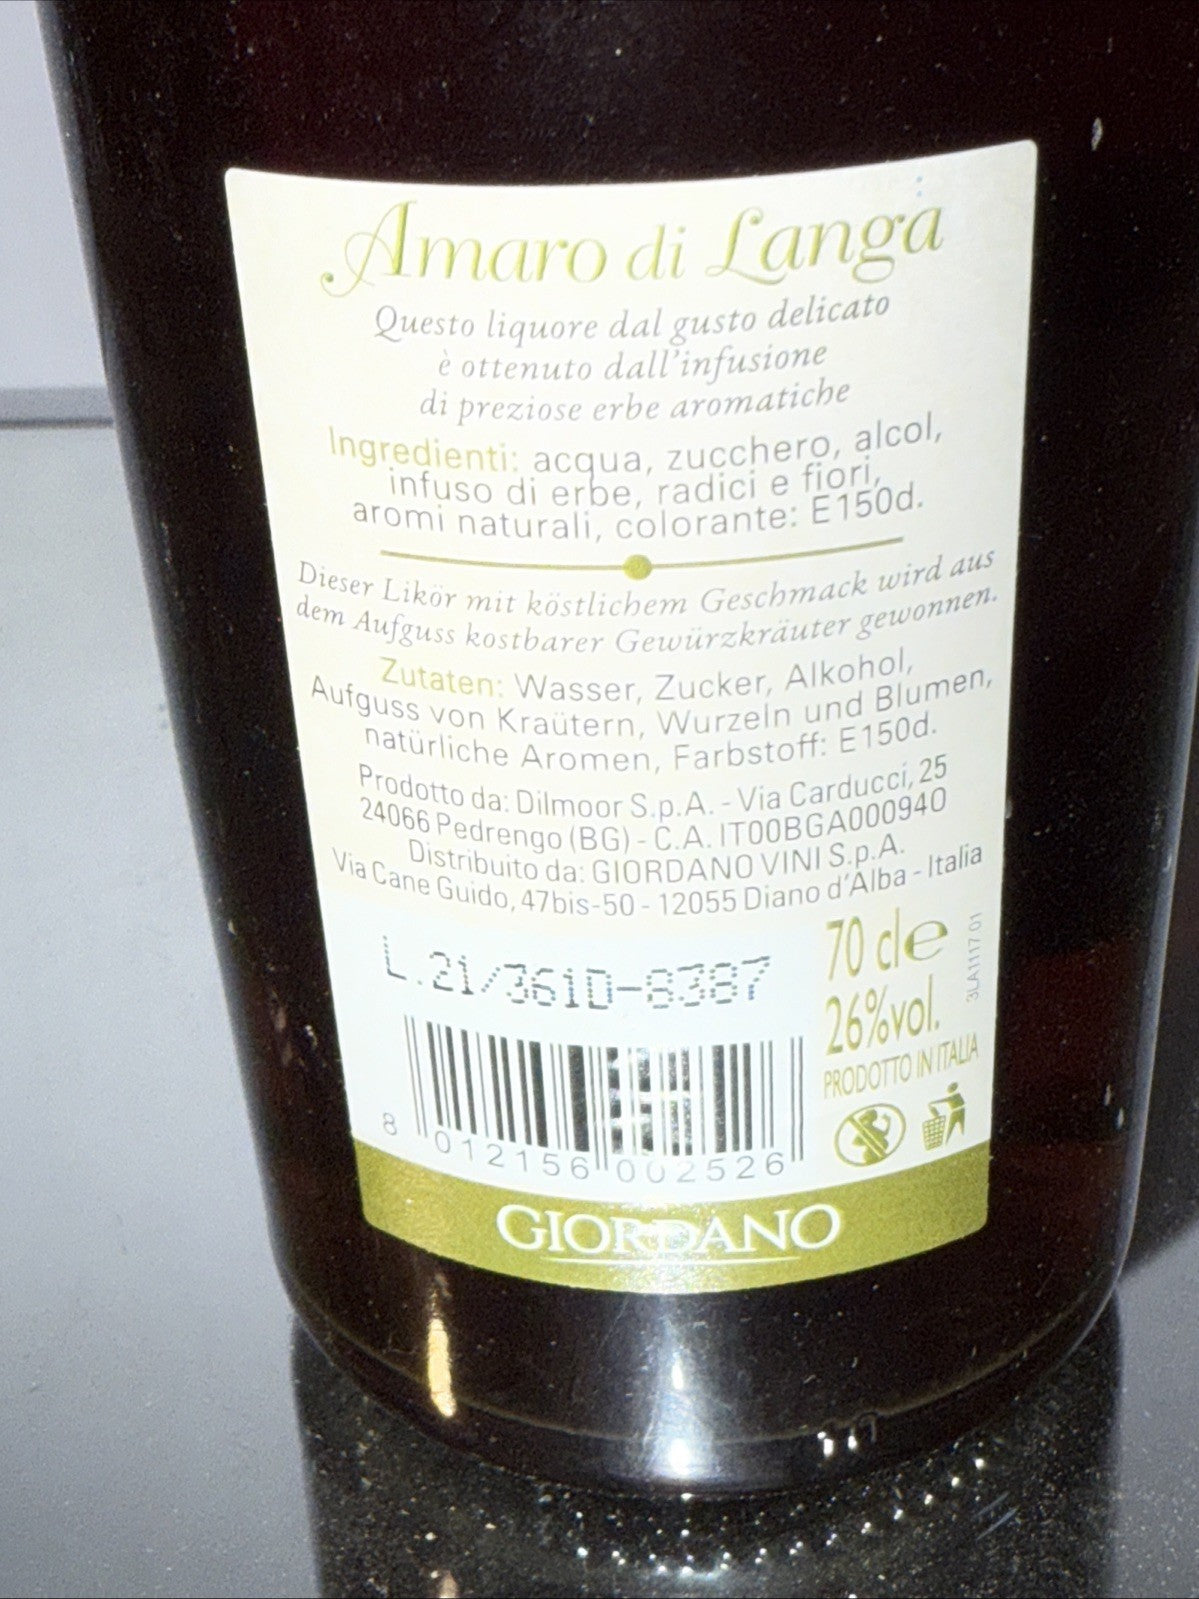 Amaro di Langa
Questo liquore dal gusto delicato
è ottenuto dall'infusione
di preziose erbe aromatiche
Ingredienti: acqua, zucchero, alcol,
infuso di erbe, radici e fiori,
aromi naturali, colorante: E150d.
Dieser Likör mit köstlichem Geschmack wird aus
dem Aufguss kostbarer Gewürzkräuter gewonnen.
Zutaten: Wasser, Zucker, Alkohol,
Aufguss von Kraütern, Wurzeln und Blumen,
natürliche Aromen, Farbstoff: E150d.
Prodotto da: Dilmoor S.p.A. - Via Carducci, 25
24066 Pedrengo (BG) - C.A. IT00BGA000940
Distribuito da: GIORDANO VINI S.p.A.
Via Cane Guido, 47bis-50 - 12055 Diano d'Alba - Italia
L.21/361D-8387
70 cl e
26%vol.
PRODOTTO IN ITALIA
3LA1117.01
8 012156 002526
GIORDANO